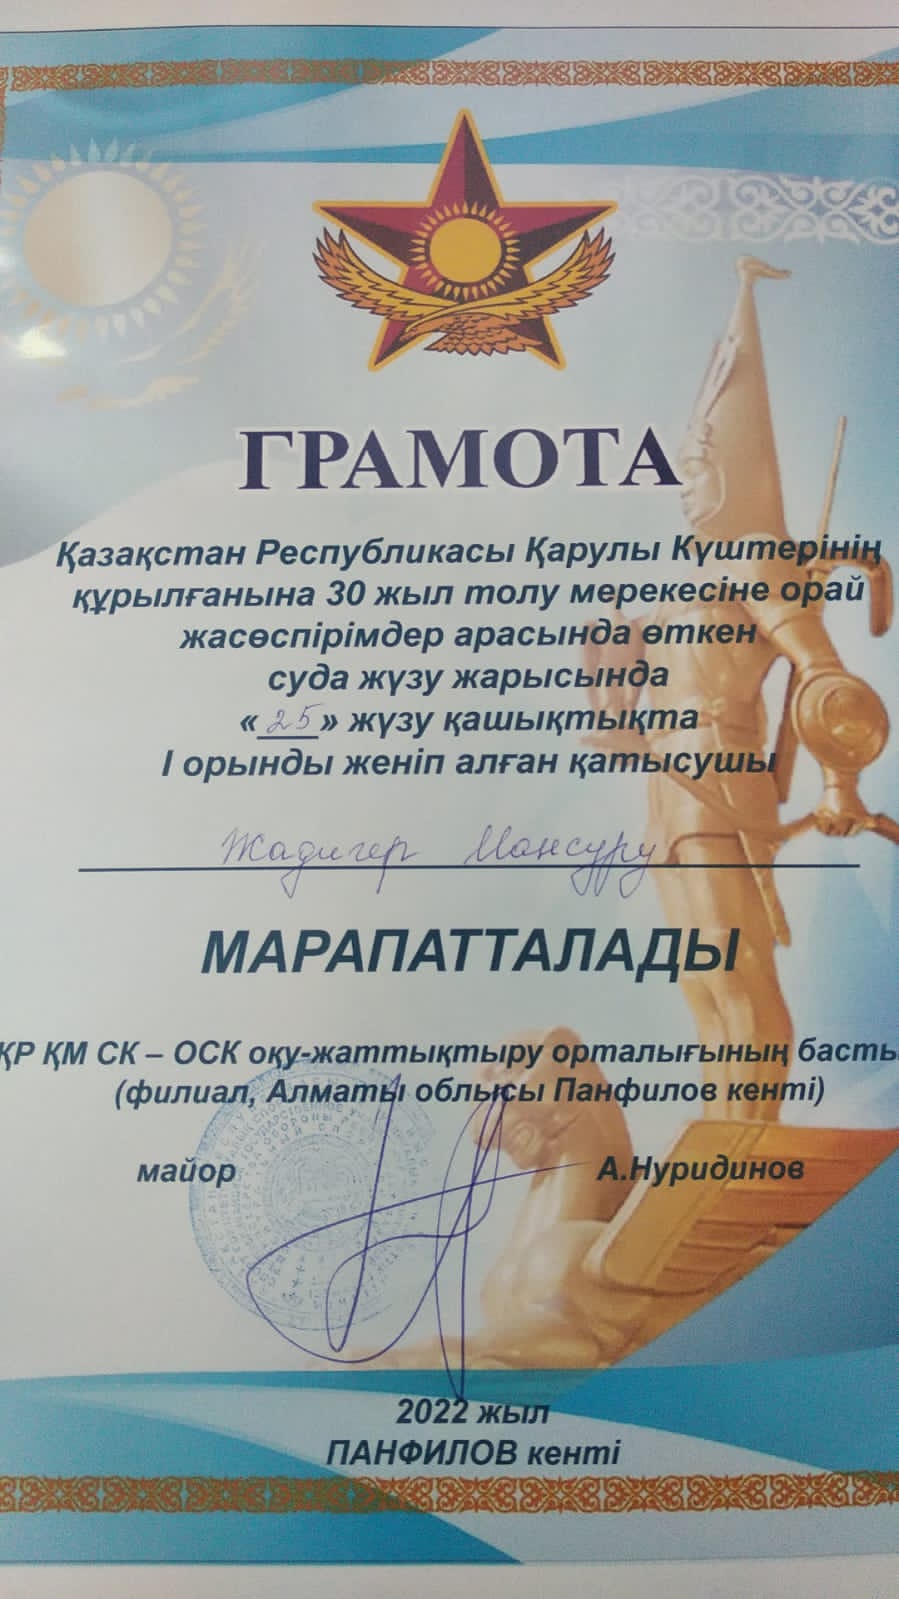 ГРАМОТА
Қазақстан Республикасы Қарулы Күштерінің
құрылғанына 30 жыл толу мерекесіне орай
жасөспірімдер арасында өткен
суда жүзу жарысында
«25» жүзу қашықтықта
І орынды женіп алған қатысушы
Жадигер Мансуру
МАРАПАТТАЛАДЫ
ҚР ҚМ СК – ОСК оқу-жаттықтыру орталығының басты
(филиал, Алматы облысы Панфилов кенті)
майор А.Нуридинов
2022 жыл
ПАНФИЛОВ кенті